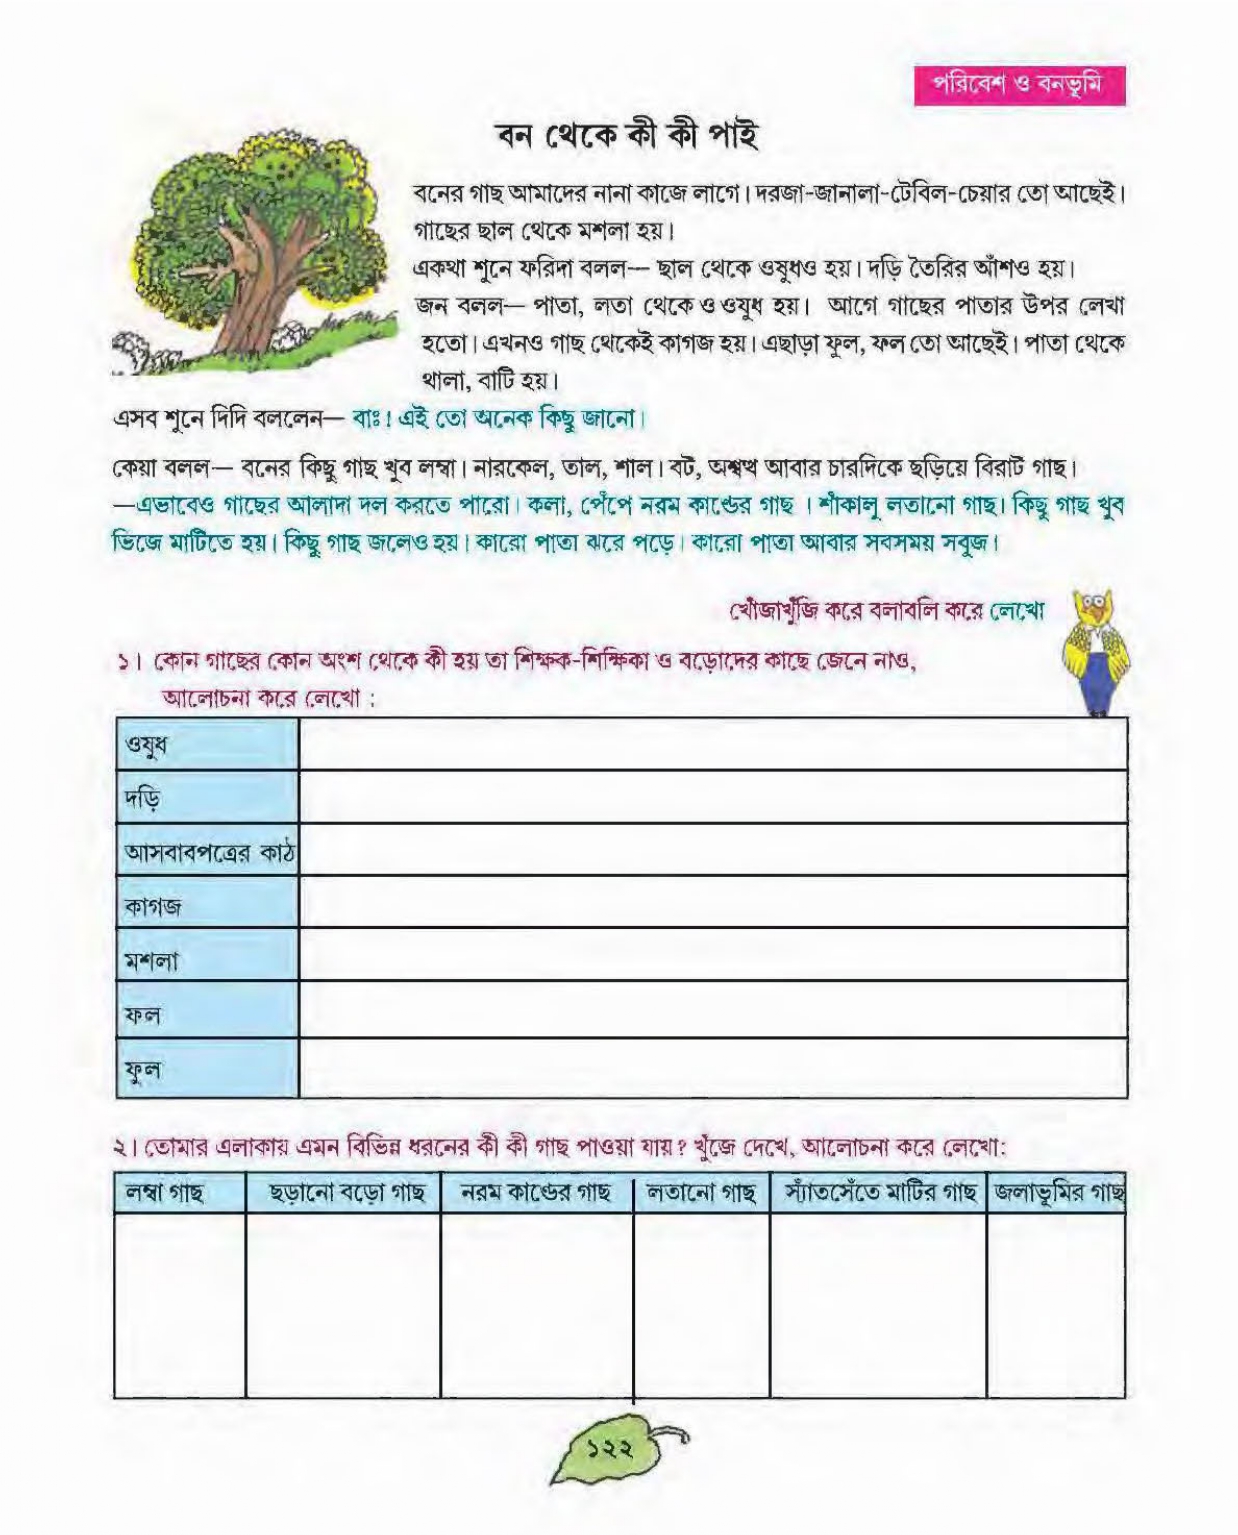 পরিবেশ ও বনভূমি
বন থেকে কী কী পাই
বনের গাছ আমাদের নানা কাজে লাগে। দরজা-জানালা-টেবিল-চেয়ার তো আছেই।
গাছের ছাল থেকে মশলা হয়।
একথা শুনে ফরিদা বলল— ছাল থেকে ওষুধও হয়। দড়ি তৈরির আঁশও হয়।
জন বলল— পাতা, লতা থেকে ও ওষুধ হয়। আগে গাছের পাতার উপর লেখা
হতো। এখনও গাছ থেকেই কাগজ হয়। এছাড়া ফুল, ফল তো আছেই। পাতা থেকে
থালা, বাটি হয়।
এসব শুনে দিদি বললেন— বাঃ! এই তো অনেক কিছু জানো।
কেয়া বলল— বনের কিছু গাছ খুব লম্বা। নারকেল, তাল, শাল। বট, অশ্বত্থ আবার চারদিকে ছড়িয়ে বিরাট গাছ।
—এভাবেও গাছের আলাদা দল করতে পারো। কলা, পেঁপে নরম কাণ্ডের গাছ । শাঁকালু লতানো গাছ। কিছু গাছ খুব
ভিজে মাটিতে হয়। কিছু গাছ জলেও হয়। কারো পাতা ঝরে পড়ে। কারো পাতা আবার সবসময় সবুজ।
খোঁজাখুঁজি করে বলাবলি করে লেখো
১। কোন গাছের কোন অংশ থেকে কী হয় তা শিক্ষক-শিক্ষিকা ও বড়োদের কাছে জেনে নাও,
আলোচনা করে লেখো :
ওষুধ
দড়ি
আসবাবপত্রের কাঠ
কাগজ
মশলা
ফল
ফুল
২। তোমার এলাকায় এমন বিভিন্ন ধরনের কী কী গাছ পাওয়া যায়? খুঁজে দেখে, আলোচনা করে লেখো:
লম্বা গাছ ছড়ানো বড়ো গাছ নরম কাণ্ডের গাছ লতানো গাছ স্যাঁতসেঁতে মাটির গাছ জলাভূমির গাছ
১২২